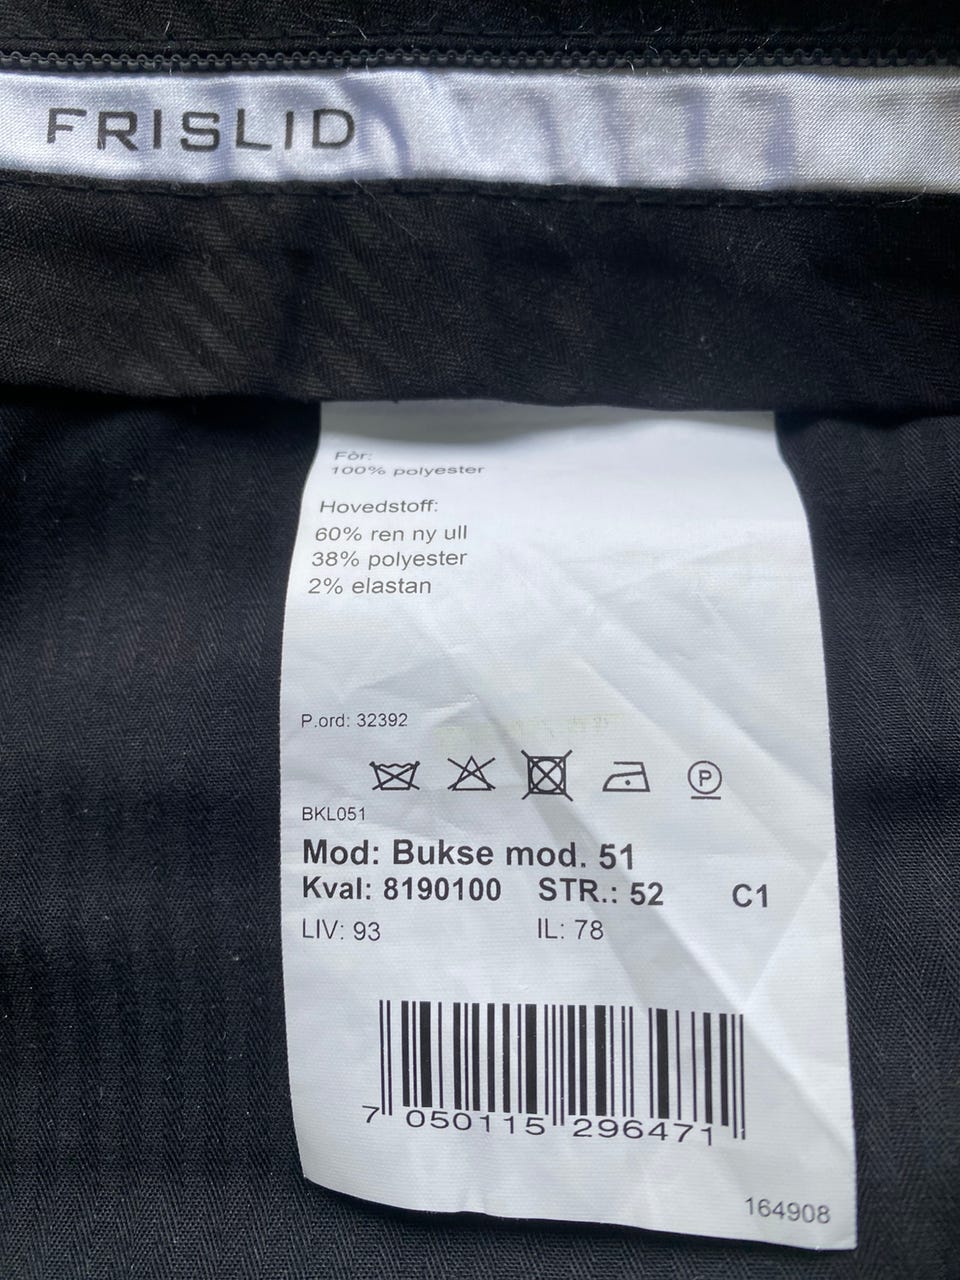 FRISLID
Fôr:
100% polyester
Hovedstoff:
60% ren ny ull
38% polyester
2% elastan
P.ord: 32392
P
BKL051
Mod: Bukse mod. 51
Kval: 8190100 STR.: 52 C1
LIV: 93 IL: 78
7 050115 296471
164908